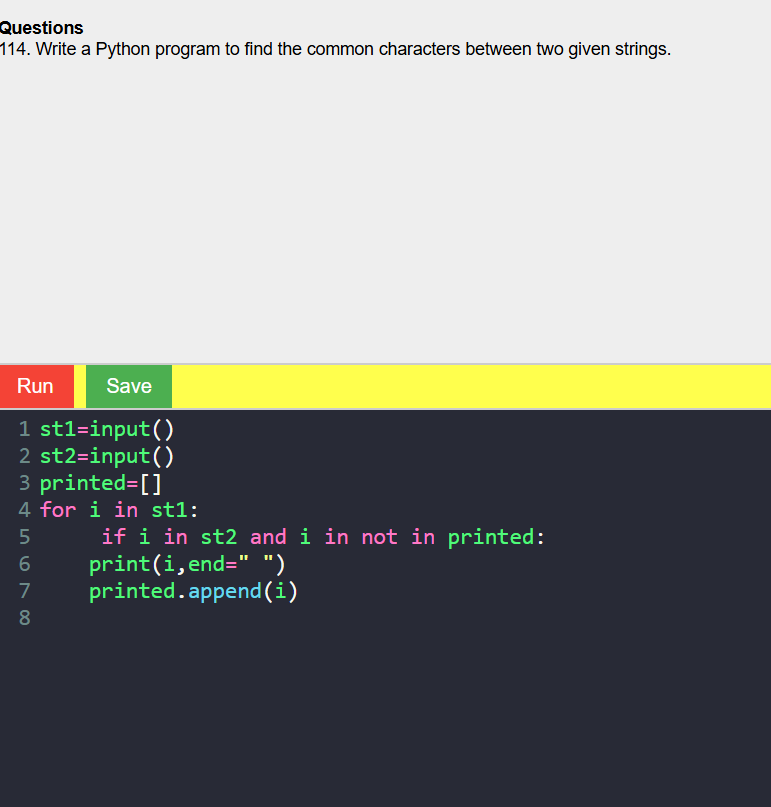 Questions
114. Write a Python program to find the common characters between two given strings.
Run Save
1 st1=input()
2 st2=input()
3 printed=[]
4 for i in st1:
5      if i in st2 and i in not in printed:
6     print(i,end=" ")
7     printed.append(i)
8